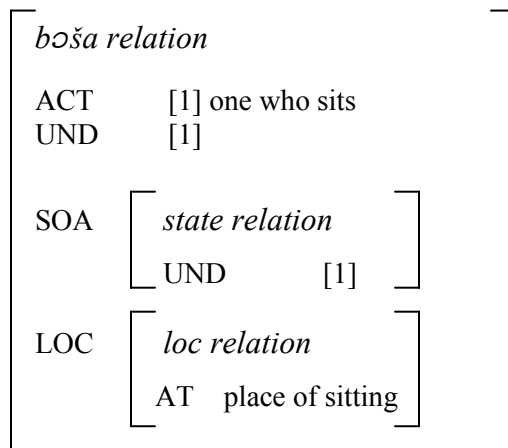 bɔša relation
ACT [1] one who sits
UND [1]
SOA state relation
UND [1]
LOC loc relation
AT place of sitting